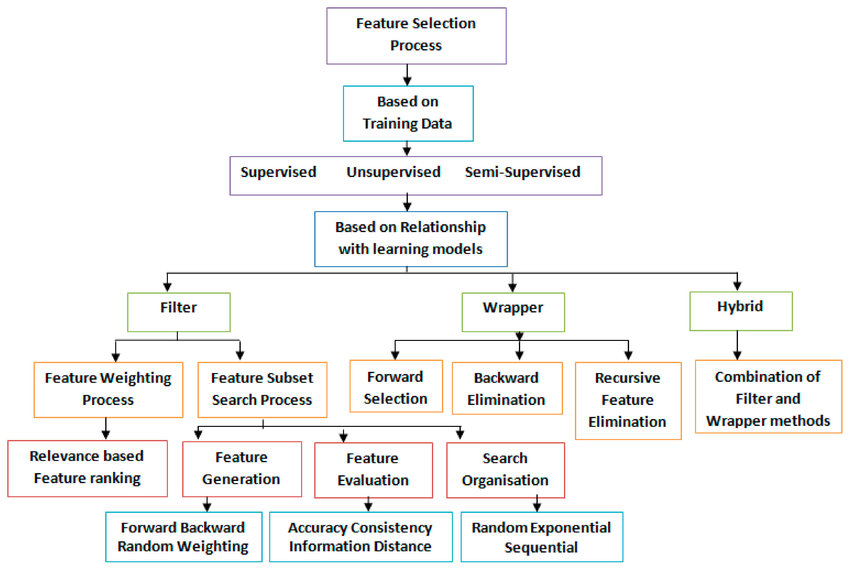 Feature Selection
Process
Based on
Training Data
Supervised Unsupervised Semi-Supervised
Based on Relationship
with learning models
Filter
Wrapper
Hybrid
Feature Weighting
Process
Feature Subset
Search Process
Forward
Selection
Backward
Elimination
Recursive
Feature
Elimination
Combination of
Filter and
Wrapper methods
Relevance based
Feature ranking
Feature
Generation
Feature
Evaluation
Search
Organisation
Forward Backward
Random Weighting
Accuracy Consistency
Information Distance
Random Exponential
Sequential